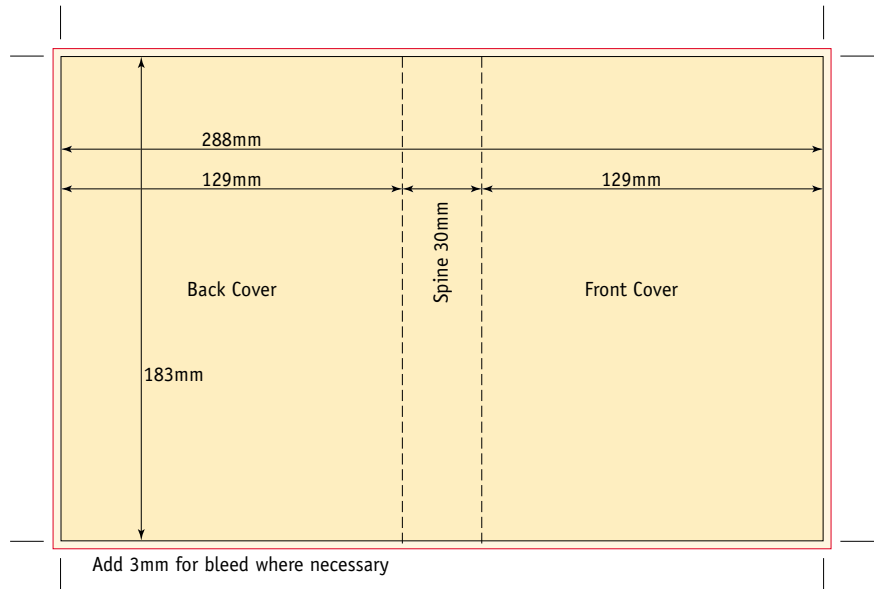 288mm
129mm
129mm
Spine 30mm
Back Cover
Front Cover
183mm
Add 3mm for bleed where necessary